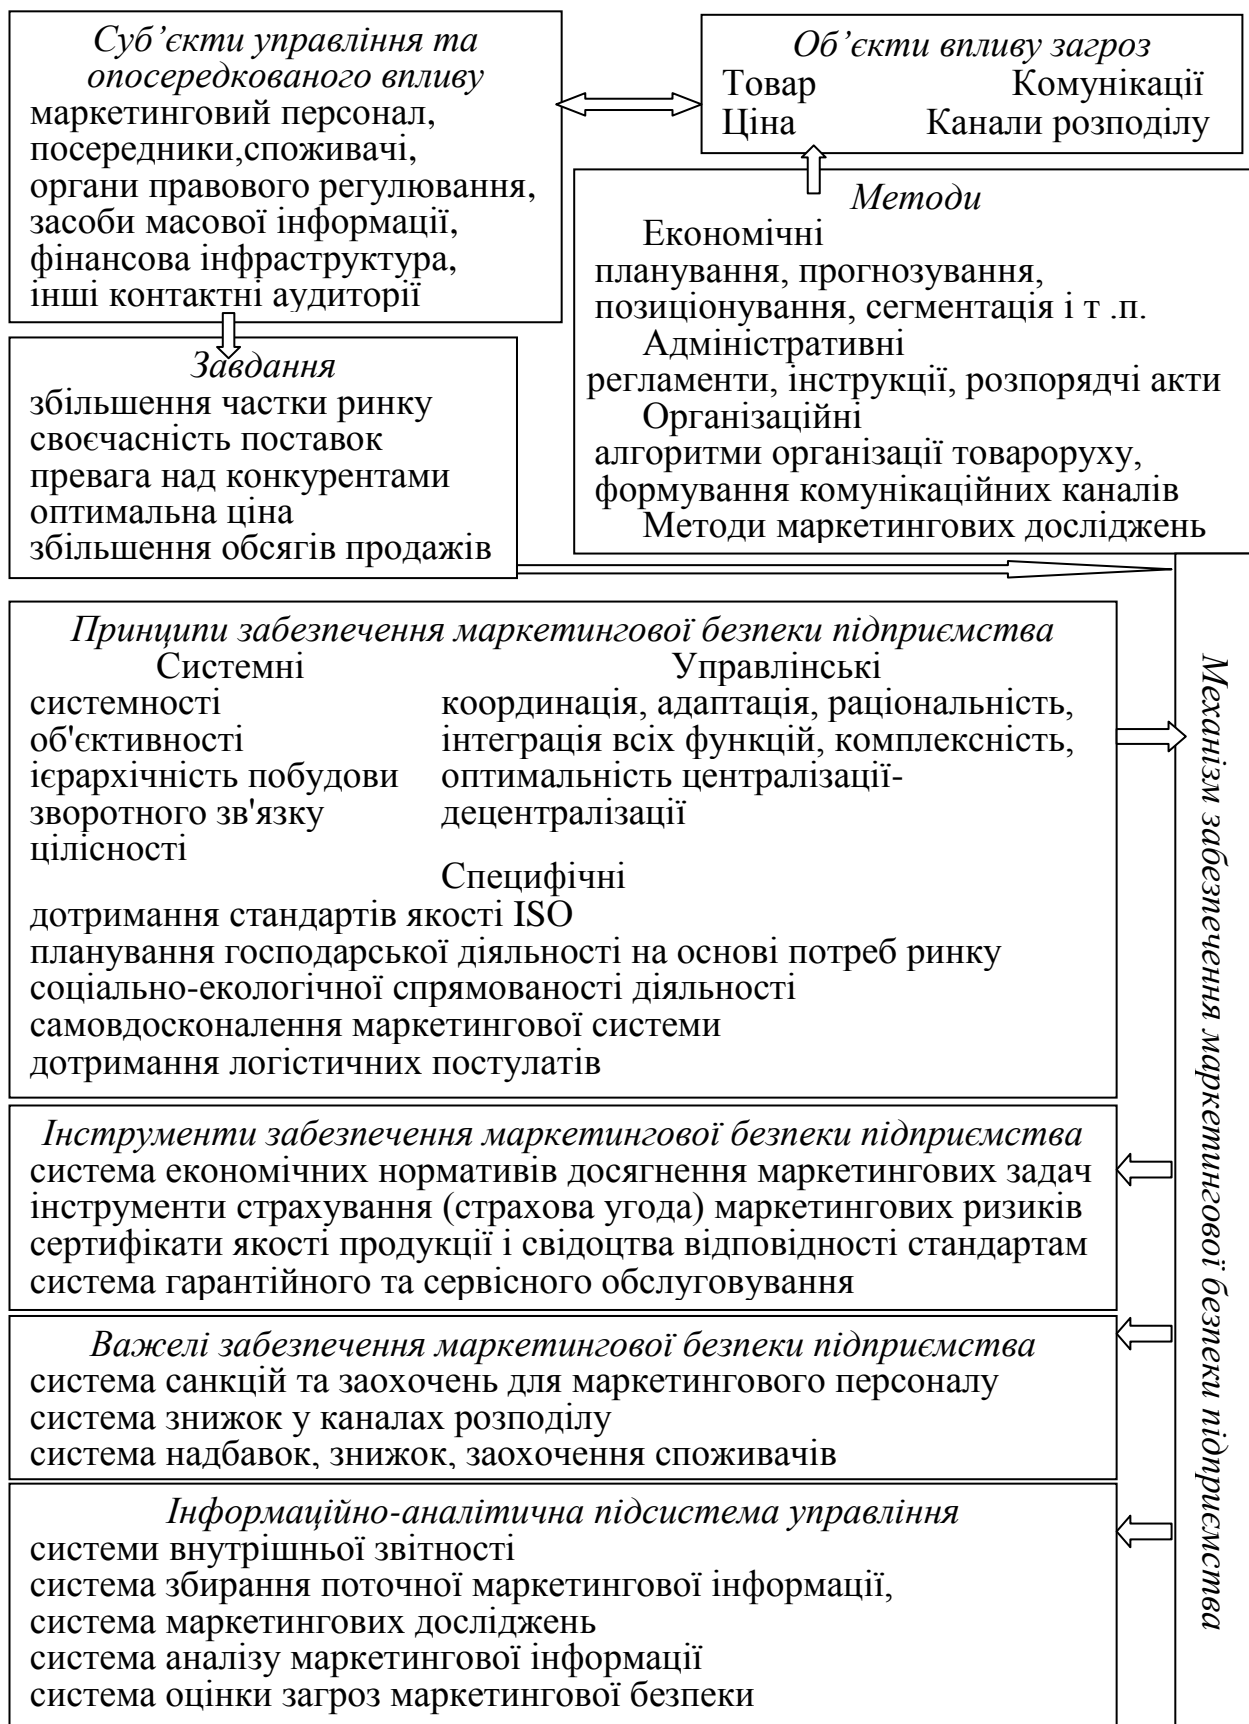 Суб’єкти управління та
опосередкованого впливу
маркетинговий персонал,
посередники,споживачі,
органи правового регулювання,
засоби масової інформації,
фінансова інфраструктура,
інші контактні аудиторії
Об’єкти впливу загроз
Товар Комунікації
Ціна Канали розподілу
Методи
Економічні
планування, прогнозування,
позиціонування, сегментація і т .п.
Адміністративні
регламенти, інструкції, розпорядчі акти
Організаційні
алгоритми організації товароруху,
формування комунікаційних каналів
Методи маркетингових досліджень
Завдання
збільшення частки ринку
своєчасність поставок
превага над конкурентами
оптимальна ціна
збільшення обсягів продажів
Принципи забезпечення маркетингової безпеки підприємства
Системні Управлінські
системності координація, адаптація, раціональність,
об'єктивності інтеграція всіх функцій, комплексність,
ієрархічність побудови оптимальність централізації-
зворотного зв'язку децентралізації
цілісності
Специфічні
дотримання стандартів якості ISO
планування господарської діяльності на основі потреб ринку
соціально-екологічної спрямованості діяльності
самовдосконалення маркетингової системи
дотримання логістичних постулатів
Інструменти забезпечення маркетингової безпеки підприємства
система економічних нормативів досягнення маркетингових задач
інструменти страхування (страхова угода) маркетингових ризиків
сертифікати якості продукції і свідоцтва відповідності стандартам
система гарантійного та сервісного обслуговування
Важелі забезпечення маркетингової безпеки підприємства
система санкцій та заохочень для маркетингового персоналу
система знижок у каналах розподілу
система надбавок, знижок, заохочення споживачів
Інформаційно-аналітична підсистема управління
системи внутрішньої звітності
система збирання поточної маркетингової інформації,
система маркетингових досліджень
система аналізу маркетингової інформації
система оцінки загроз маркетингової безпеки
Механізм забезпечення маркетингової безпеки підприємства